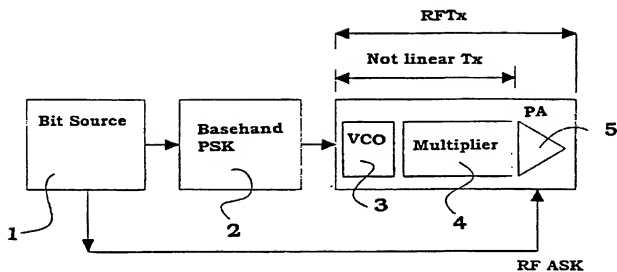 RFTx
Not linear Tx
PA
Bit Source
Basehand
PSK
VCO
Multiplier
5
1
2
3
4
RF ASK